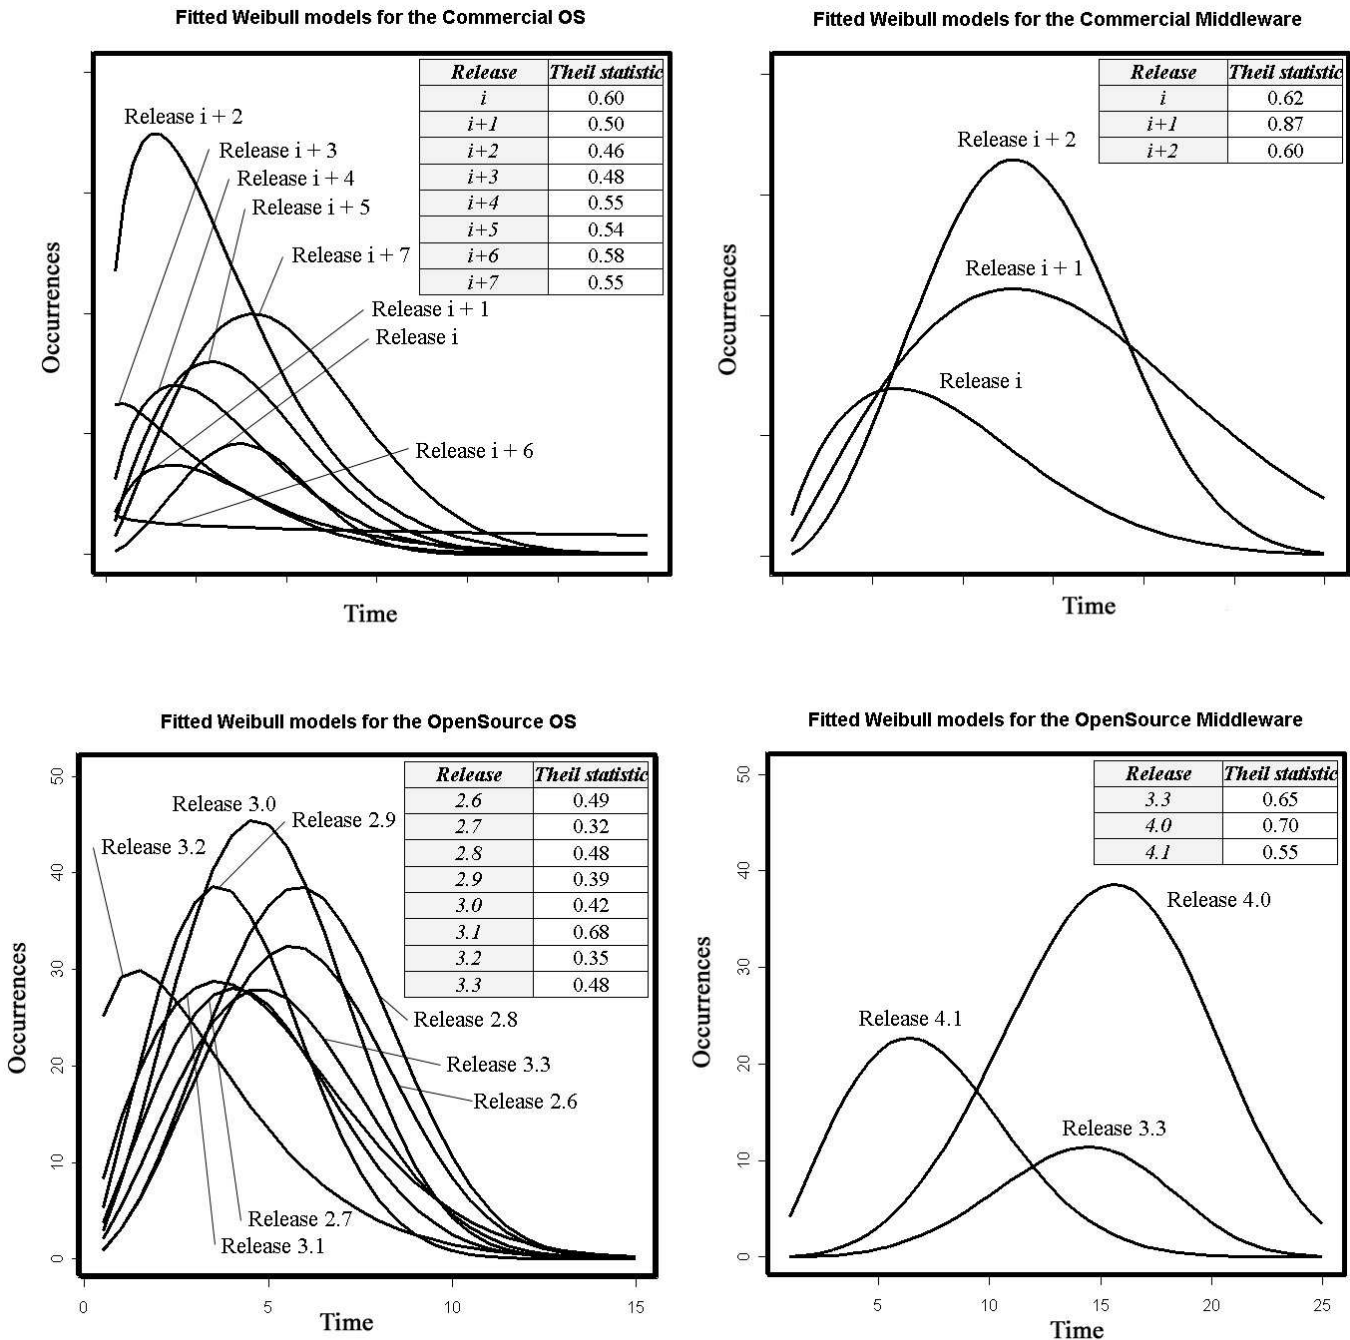 Fitted Weibull models for the Commercial OS
Release Theil statistic
i 0.60
i+1 0.50
i+2 0.46
i+3 0.48
i+4 0.55
i+5 0.54
i+6 0.58
i+7 0.55
Release i + 2
Release i + 3
Release i + 4
Release i + 5
Release i + 7
Release i + 1
Release i
Release i + 6
Occurrences
Time
Fitted Weibull models for the Commercial Middleware
Release Theil statistic
i 0.62
i+1 0.87
i+2 0.60
Release i + 2
Release i + 1
Release i
Occurrences
Time
Fitted Weibull models for the OpenSource OS
Release Theil statistic
2.6 0.49
2.7 0.32
2.8 0.48
2.9 0.39
3.0 0.42
3.1 0.68
3.2 0.35
3.3 0.48
Release 3.0
Release 2.9
Release 3.2
Release 2.8
Release 3.3
Release 2.6
Release 2.7
Release 3.1
50
40
30
20
10
0
Occurrences
0 5 10 15
Time
Fitted Weibull models for the OpenSource Middleware
Release Theil statistic
3.3 0.65
4.0 0.70
4.1 0.55
Release 4.0
Release 4.1
Release 3.3
50
40
30
20
10
0
Occurrences
5 10 15 20 25
Time